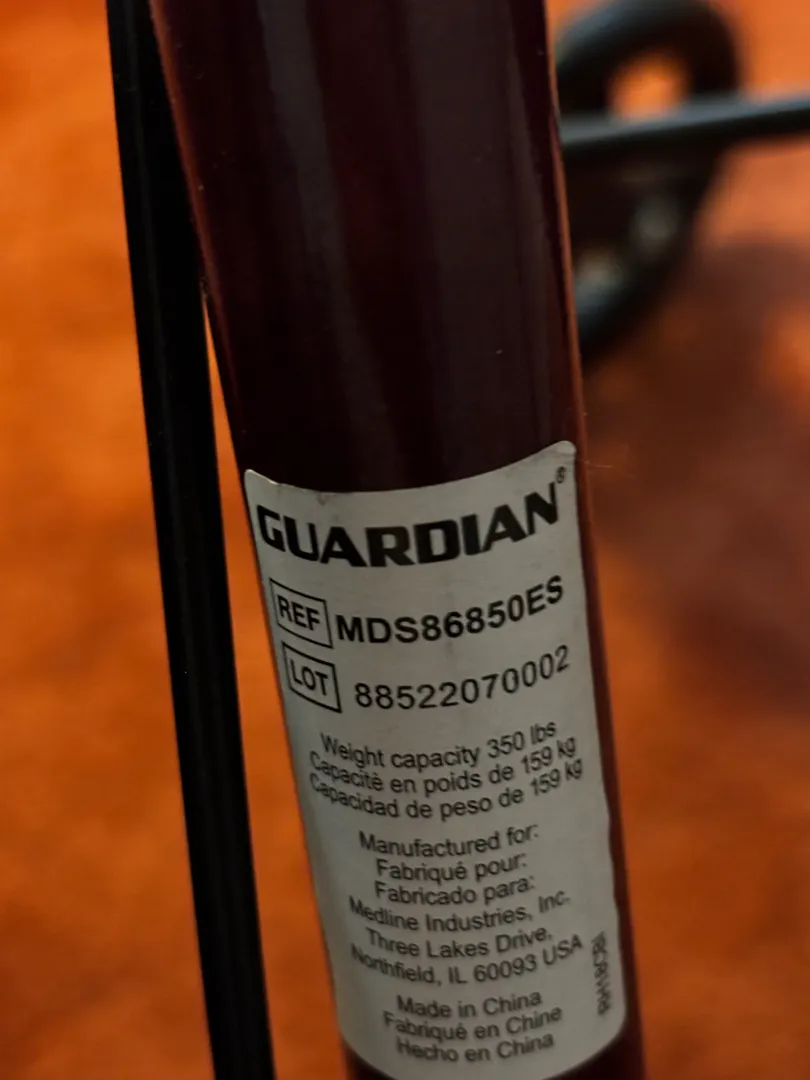 GUARDIAN®
REF MDS86850ES
LOT 88522070002
Weight capacity 350 lbs
Capacité en poids de 159 kg
Capacidad de peso de 159 kg
Manufactured for:
Fabriqué pour:
Fabricado para:
Medline Industries, Inc.
Three Lakes Drive,
Northfield, IL 60093 USA
Made in China
Fabriqué en Chine
Hecho en China